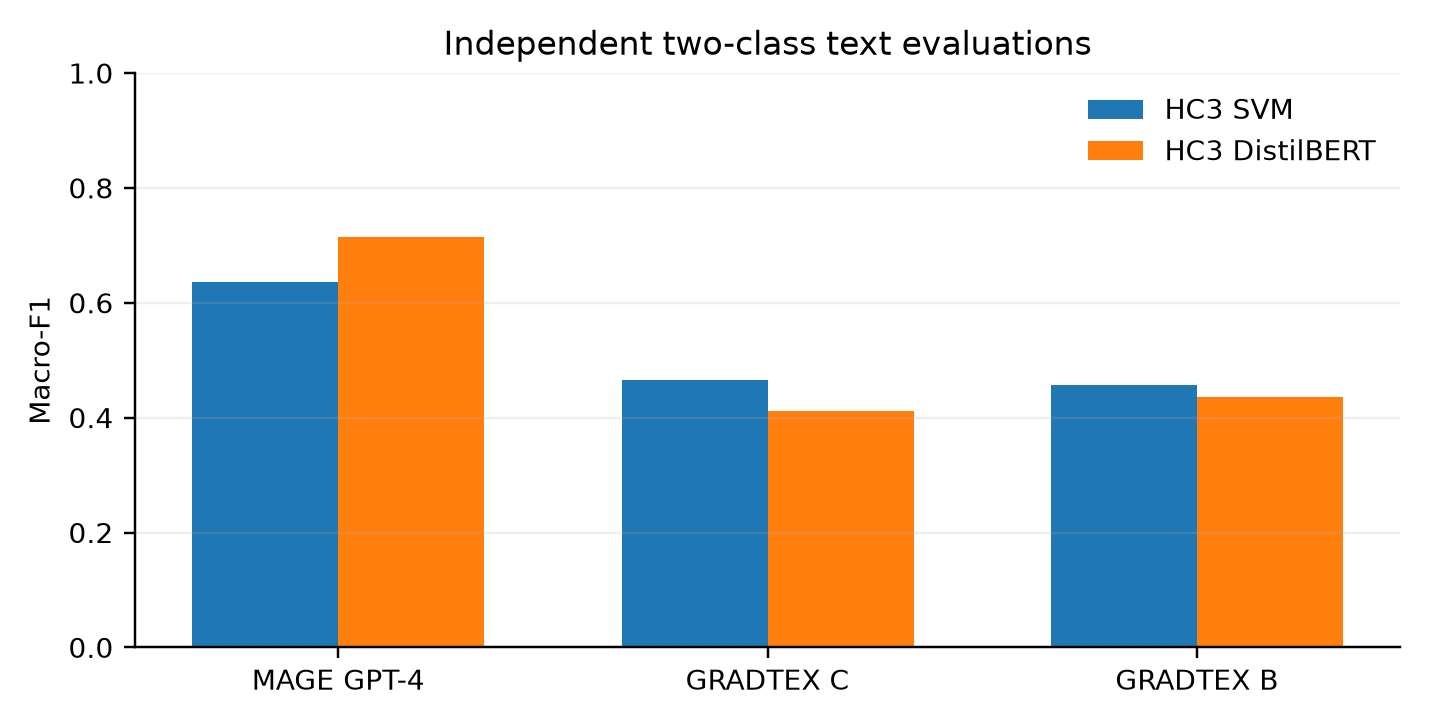 Independent two-class text evaluations
HC3 SVM
HC3 DistilBERT
Macro-F1
1.0
0.8
0.6
0.4
0.2
0.0
MAGE GPT-4
GRADTEX C
GRADTEX B